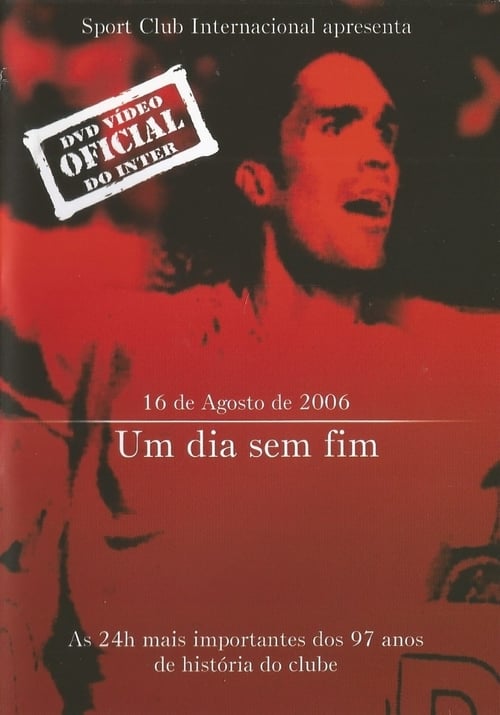 Sport Club Internacional apresenta
DVD VÍDEO
OFICIAL
DO INTER
16 de Agosto de 2006
Um dia sem fim
As 24h mais importantes dos 97 anos
de história do clube